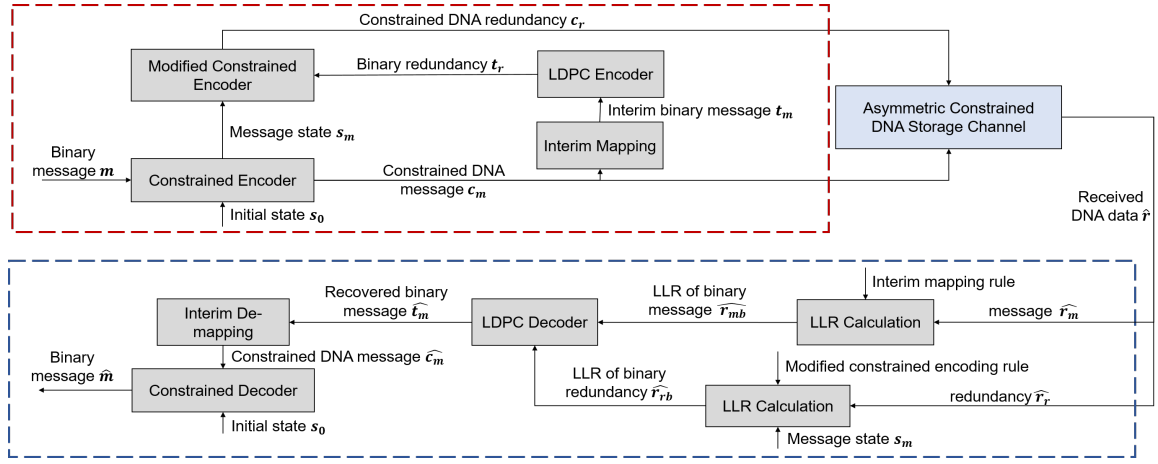 Constrained DNA redundancy c_r
Modified Constrained
Encoder
Binary redundancy t_r
LDPC Encoder
Interim binary message t_m
Asymmetric Constrained
DNA Storage Channel
Message state s_m
Interim Mapping
Binary
message m
Constrained Encoder
Constrained DNA
message c_m
Initial state s_0
Received
DNA data r̂
Interim mapping rule
Interim De-
mapping
Recovered binary
message t̂_m
LDPC Decoder
LLR of binary
message r̂_mb
LLR Calculation
message r̂_m
Constrained DNA message ĉ_m
Binary
message m̂
Constrained Decoder
LLR of binary
redundancy r̂_rb
Modified constrained encoding rule
LLR Calculation
redundancy r̂_r
Initial state s_0
Message state s_m